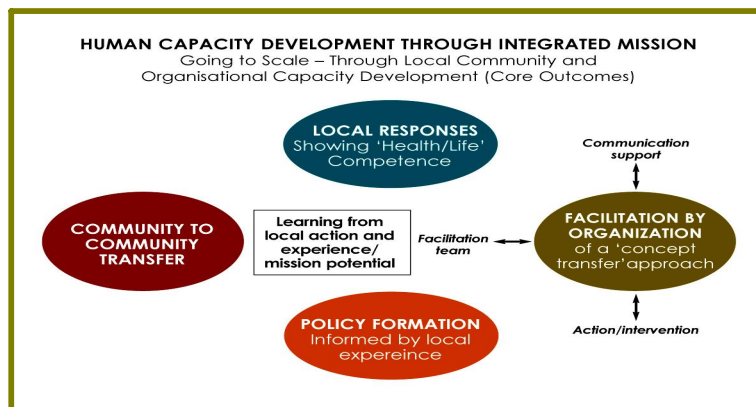 HUMAN CAPACITY DEVELOPMENT THROUGH INTEGRATED MISSION
Going to Scale – Through Local Community and
Organisational Capacity Development (Core Outcomes)
LOCAL RESPONSES
Showing 'Health/Life'
Competence
Communication
support
COMMUNITY TO
COMMUNITY
TRANSFER
Learning from
local action and
experience/
mission potential
Facilitation
team
FACILITATION BY
ORGANIZATION
of a 'concept
transfer'approach
POLICY FORMATION
Informed by local
expereince
Action/intervention